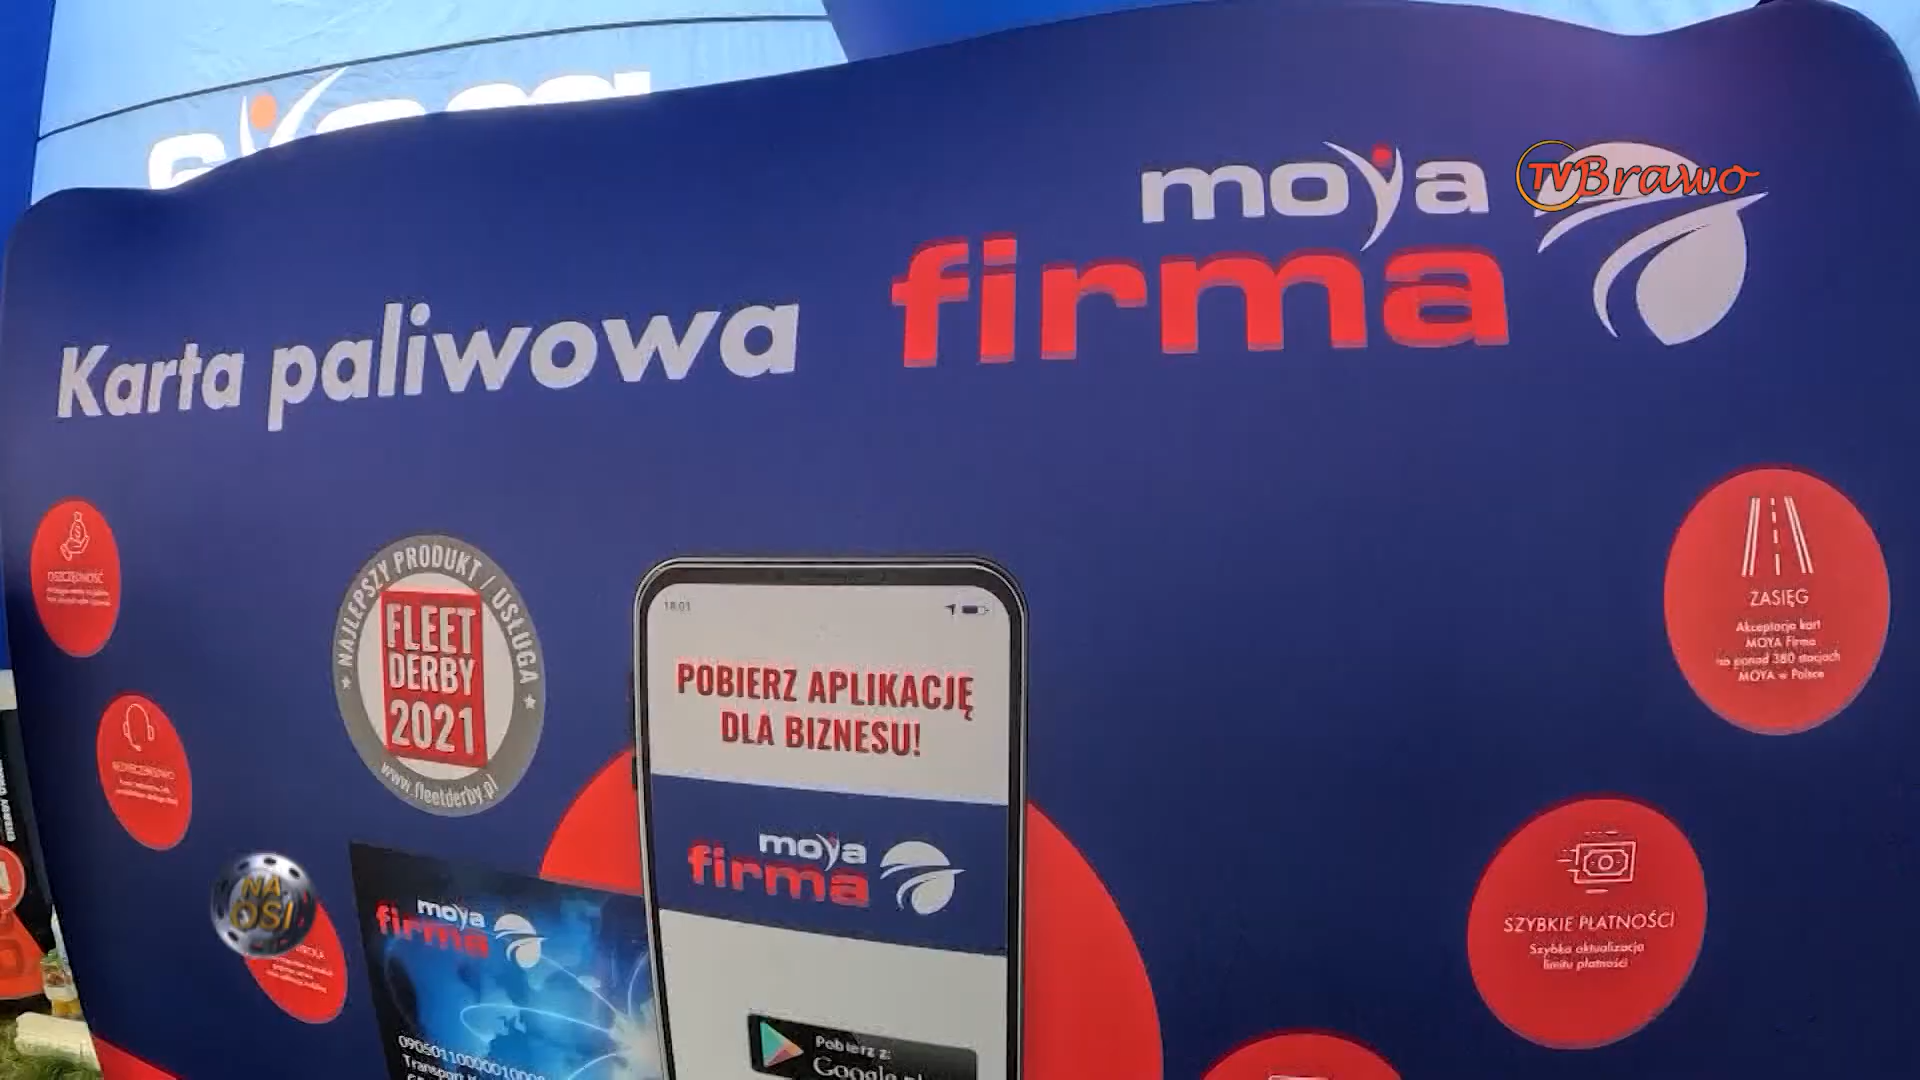 moya
TVBrawo
firma
Karta paliwowa
OSZCZĘDNOŚĆ
NAJLEPSZY PRODUKT / USŁUGA
FLEET
DERBY
2021
www.fleetderby.pl
18:01
POBIERZ APLIKACJĘ
DLA BIZNESU!
moya
firma
Pobierz z:
Google
ZASIĘG
Akceptacja kart
MOYA Firma
na ponad 380 stacjach
MOYA w Polsce
BEZPIECZEŃSTWO
NA
OSI
moya
firma
Transport
SZYBKIE PŁATNOŚCI
Szybka aktualizacja
limitu płatności